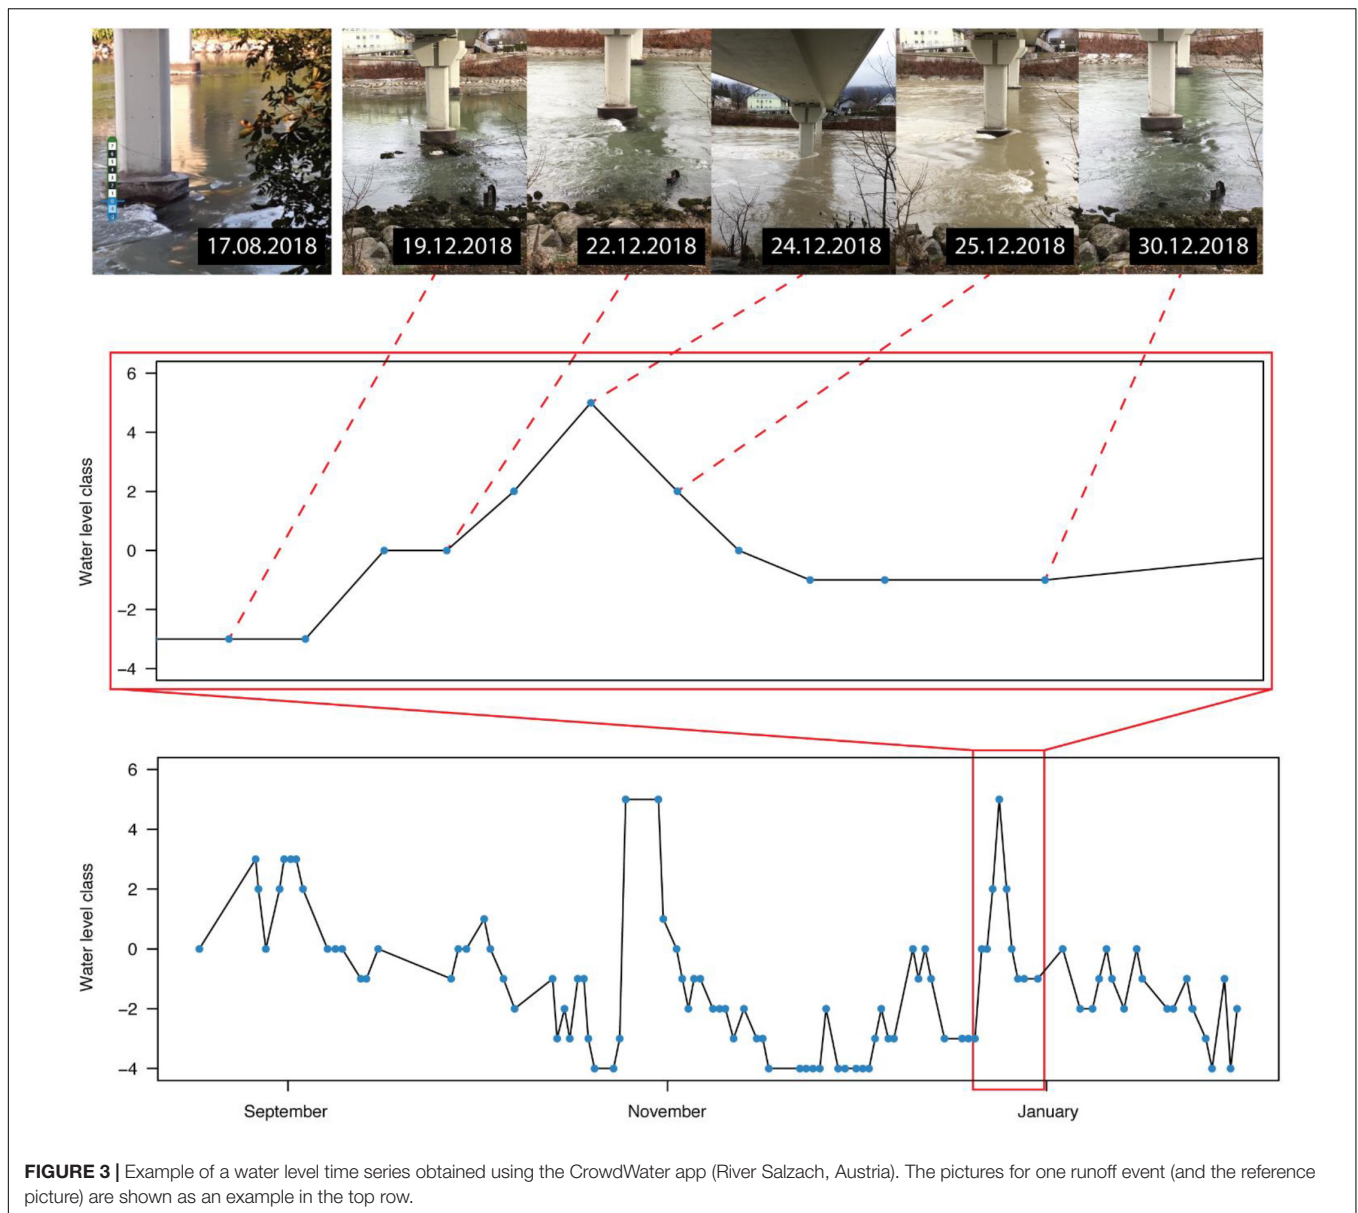 17.08.2018
19.12.2018
22.12.2018
24.12.2018
25.12.2018
30.12.2018
6
4
2
0
−2
−4
Water level class
6
4
2
0
−2
−4
Water level class
September
November
January
FIGURE 3 | Example of a water level time series obtained using the CrowdWater app (River Salzach, Austria). The pictures for one runoff event (and the reference
picture) are shown as an example in the top row.